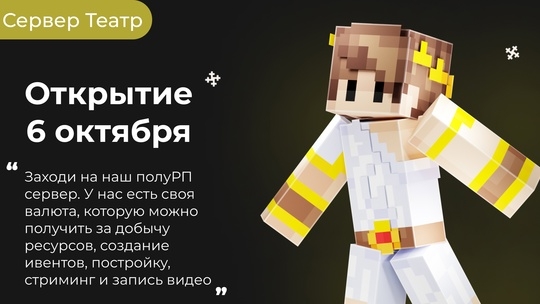 Сервер Театр
Открытие
6 октября
“
Заходи на наш полуРП
сервер. У нас есть своя
валюта, которую можно
получить за добычу
ресурсов, создание
ивентов, постройку,
стриминг и запись видео
”